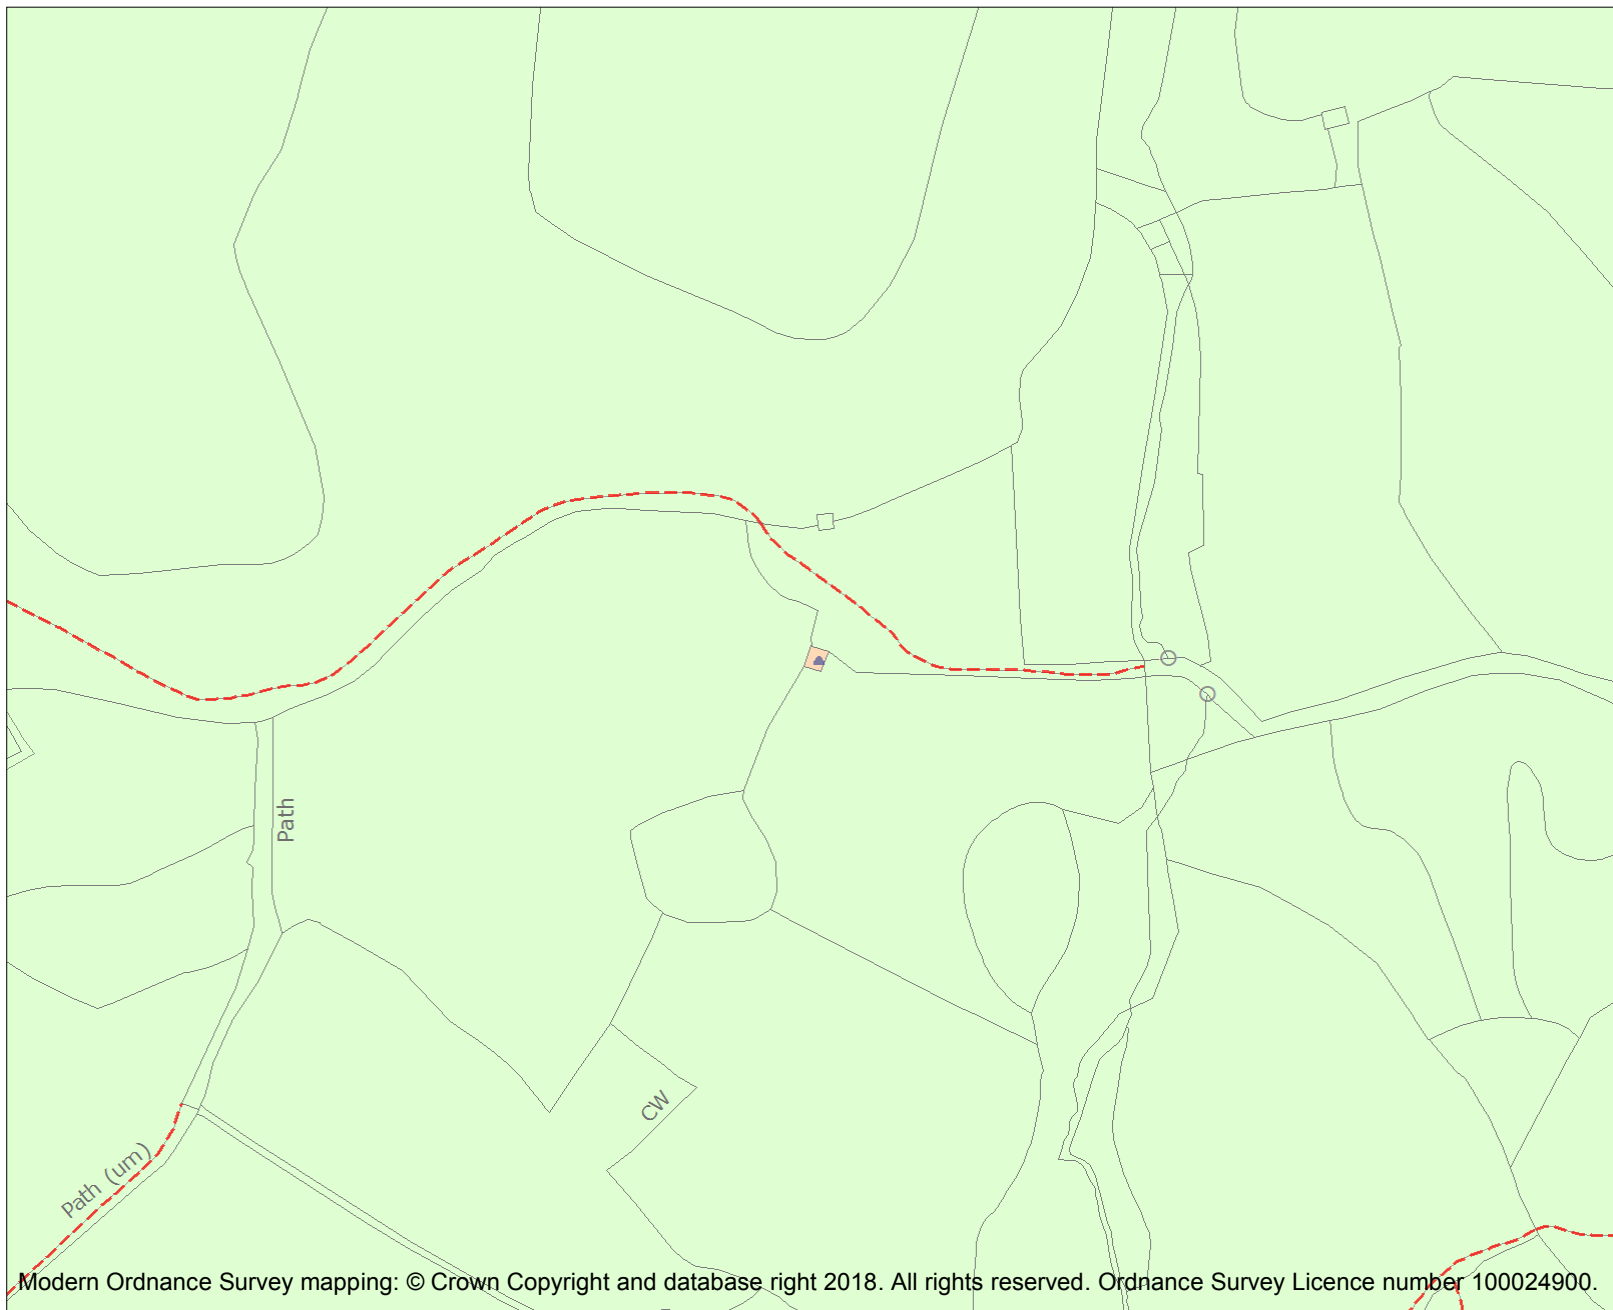 Path
CW
Path (um)
Modern Ordnance Survey mapping: © Crown Copyright and database right 2018. All rights reserved. Ordnance Survey Licence number 100024900.